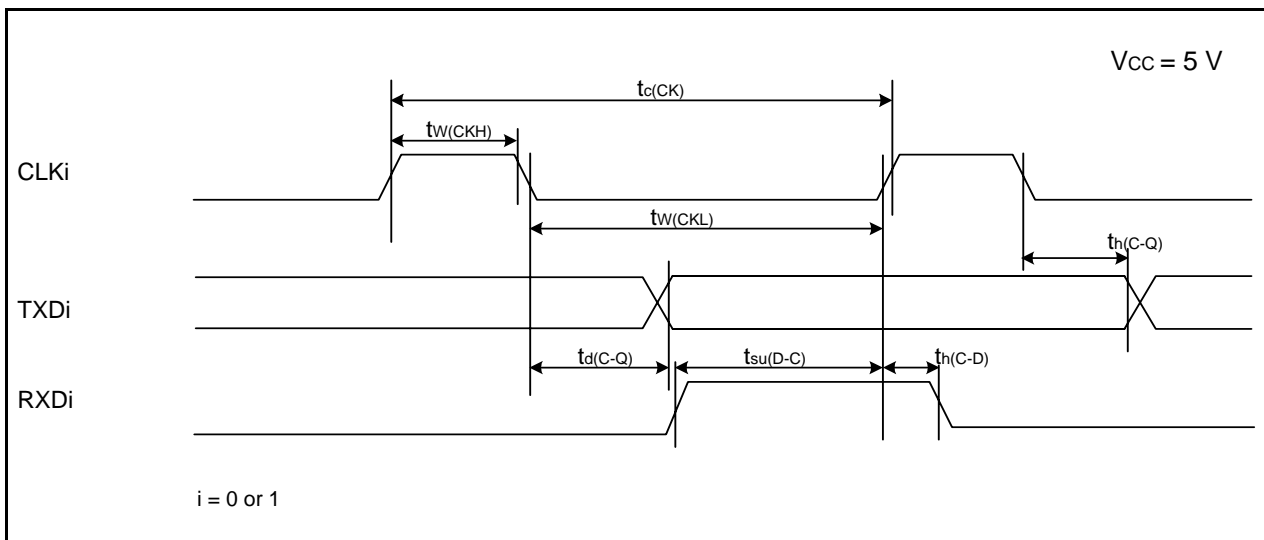 VCC = 5 V
tc(CK)
tW(CKH)
CLKi
tW(CKL)
th(C-Q)
TXDi
td(C-Q) tsu(D-C) th(C-D)
RXDi
i = 0 or 1